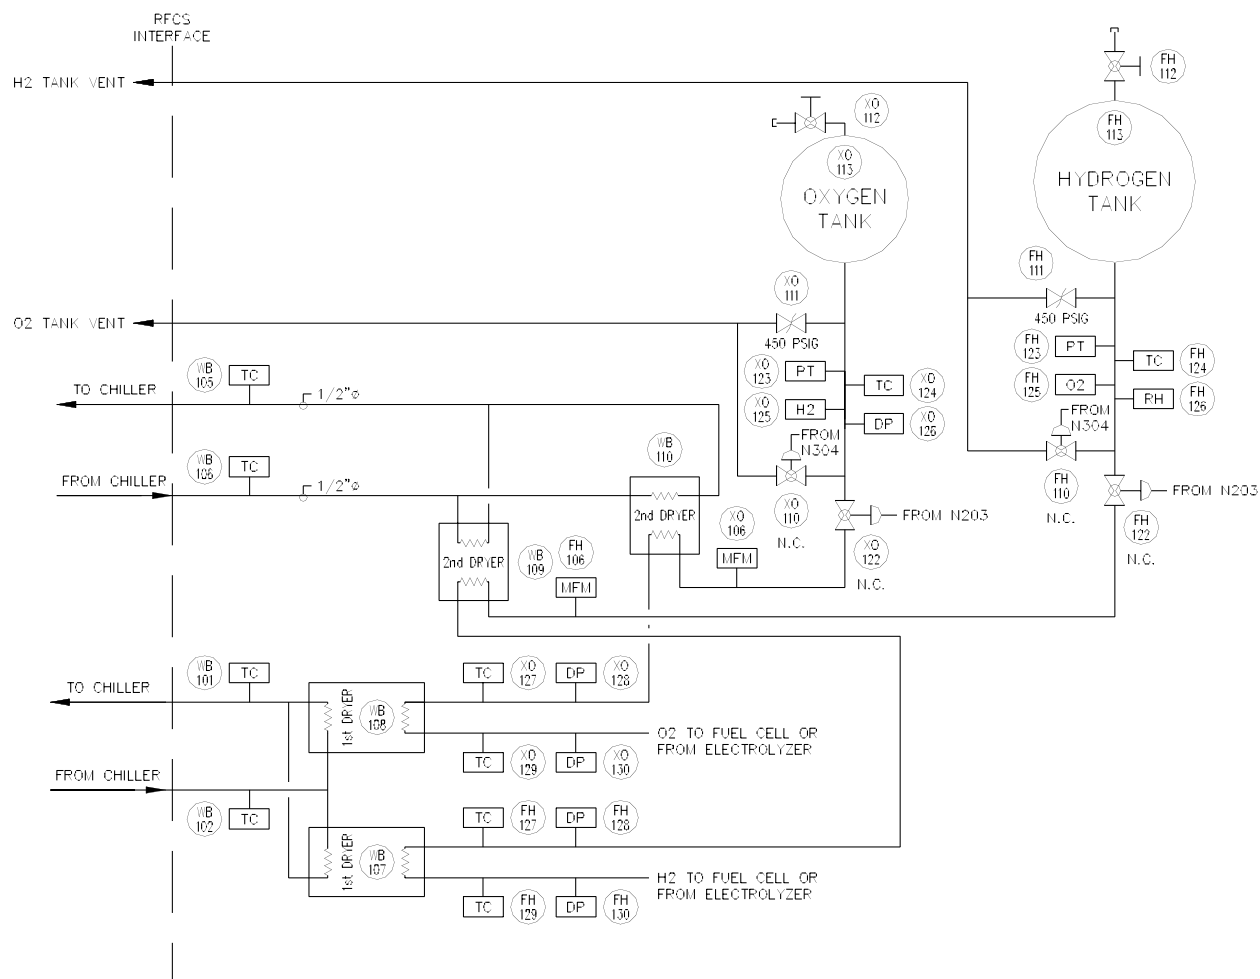 RFCS
INTERFACE
H2 TANK VENT
FH
112
XO
112
FH
113
XO
113
HYDROGEN
TANK
OXYGEN
TANK
FH
111
XO
111
450 PSIG
O2 TANK VENT
450 PSIG
FH
123
PT
TC
FH
124
WB
105
TC
XO
123
PT
TC
XO
124
FH
125
O2
RH
FH
126
TO CHILLER
1/2"ø
XO
125
H2
DP
XO
126
FROM
N304
FROM
N304
WB
110
WB
106
TC
FROM CHILLER
1/2"ø
FH
110
N.C.
FROM N203
XO
110
N.C.
FROM N203
2nd DRYER
XO
106
FH
122
N.C.
MFM
XO
122
N.C.
2nd DRYER
WB
109
FH
106
MFM
WB
101
TC
TO CHILLER
TC
XO
127
DP
XO
128
1st DRYER
WB
108
O2 TO FUEL CELL OR
FROM ELECTROLYZER
TC
XO
129
DP
XO
130
FROM CHILLER
WB
102
TC
TC
FH
127
DP
FH
128
1st DRYER
WB
107
H2 TO FUEL CELL OR
FROM ELECTROLYZER
TC
FH
129
DP
FH
130